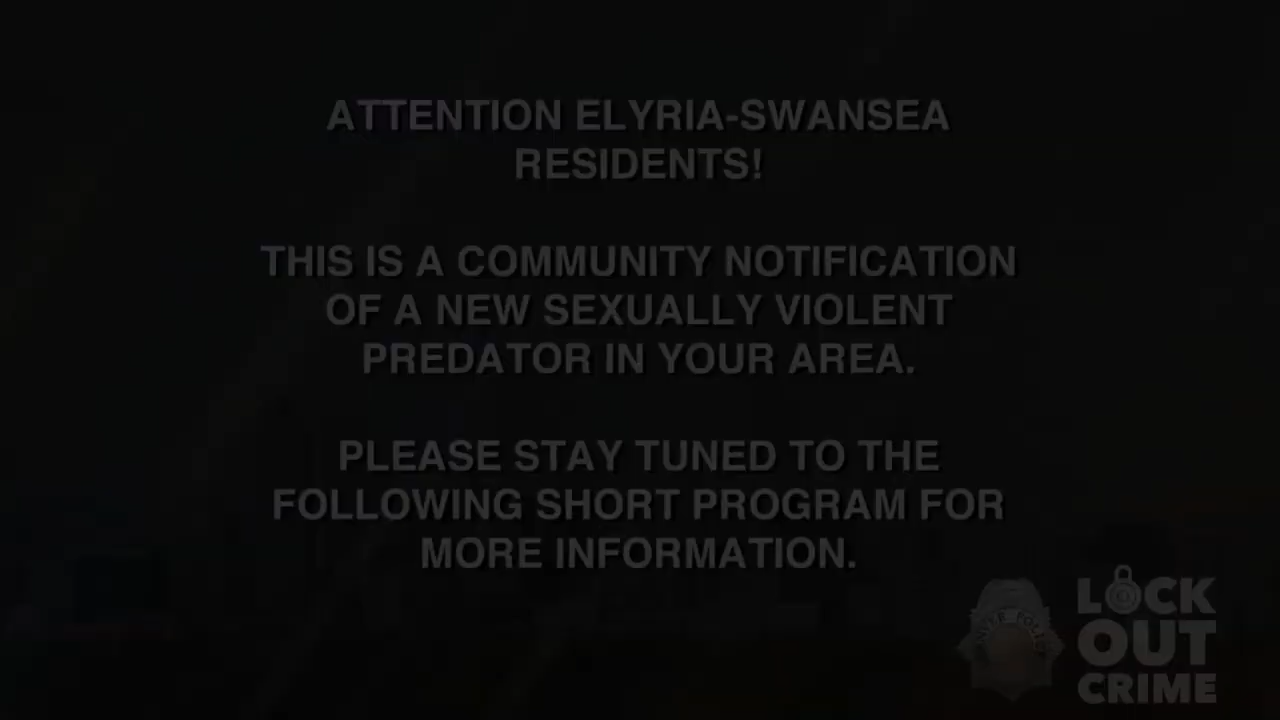 ATTENTION ELYRIA-SWANSEA
RESIDENTS!
THIS IS A COMMUNITY NOTIFICATION
OF A NEW SEXUALLY VIOLENT
PREDATOR IN YOUR AREA.
PLEASE STAY TUNED TO THE
FOLLOWING SHORT PROGRAM FOR
MORE INFORMATION.
LOCK
OUT
CRIME